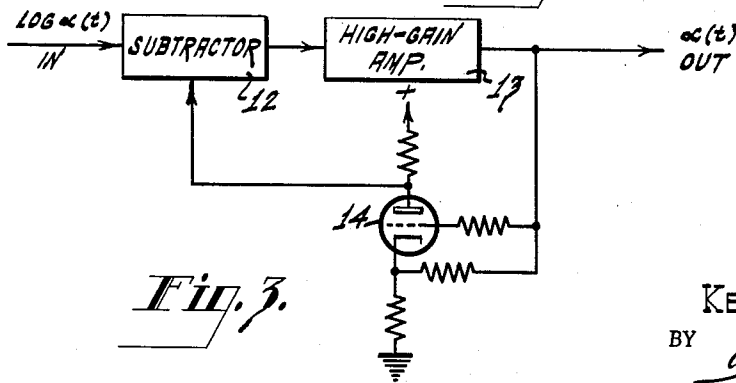 LOG α(t)
IN
SUBTRACTOR
12
HIGH-GAIN
AMP.
13
α(t)
OUT
+
14
Fig. 3.
KE
BY